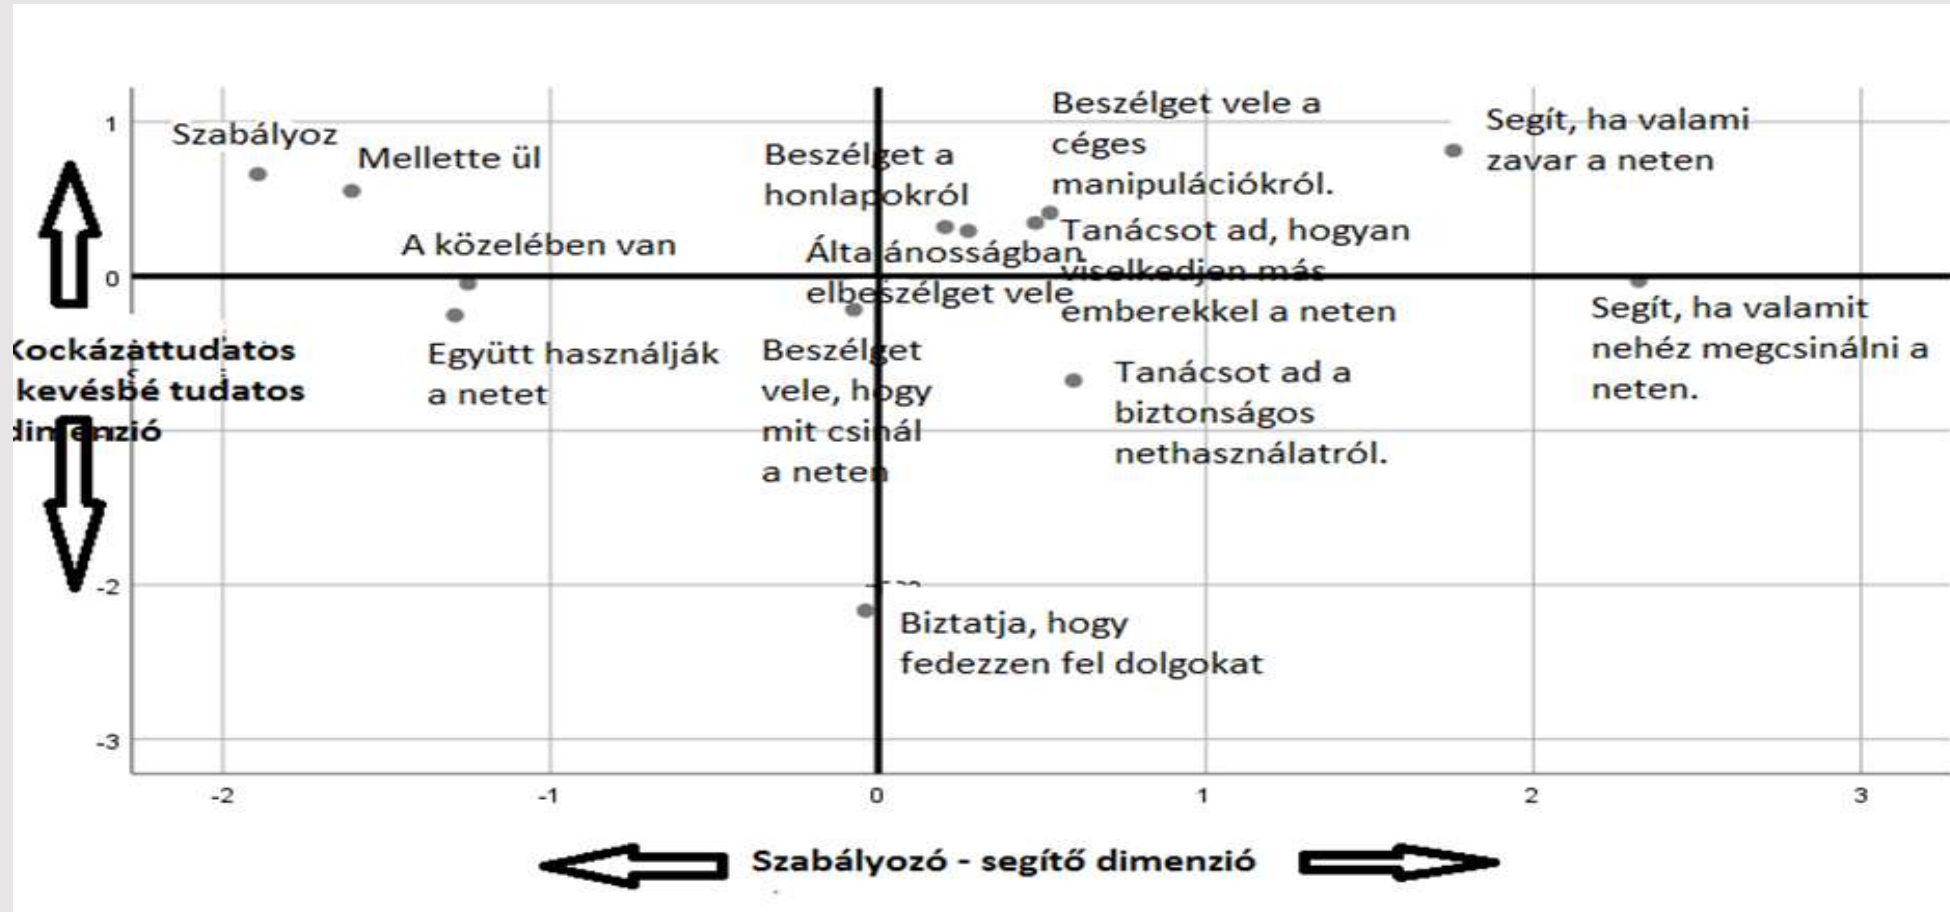 1
Szabályoz
Mellette ül
Beszélget a
honlapokról
Beszélget vele a
céges
manipulációkról.
Segít, ha valami
zavar a neten
A közelében van
Általánosságban
elbeszélget vele
Tanácsot ad, hogyan
viselkedjen más
emberekkel a neten
0
Segít, ha valamit
nehéz megcsinálni a
neten.
Kockázattudatos
kevésbé tudatos
dimenzió
Együtt használják
a netet
Beszélget
vele, hogy
mit csinál
a neten
Tanácsot ad a
biztonságos
nethasználatról.
-2
Biztatja, hogy
fedezzen fel dolgokat
-3
-2 -1 0 1 2 3
Szabályozó - segítő dimenzió